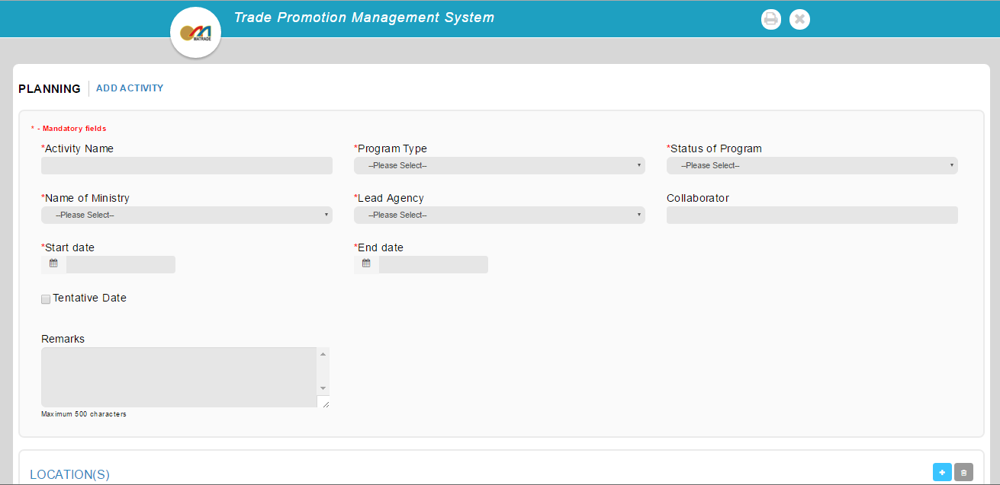 Trade Promotion Management System
MATRADE
PLANNING
ADD ACTIVITY
* - Mandatory fields
*Activity Name
*Program Type
*Status of Program
--Please Select--
--Please Select--
*Name of Ministry
*Lead Agency
Collaborator
--Please Select--
--Please Select--
*Start date
*End date
Tentative Date
Remarks
Maximum 500 characters
LOCATION(S)